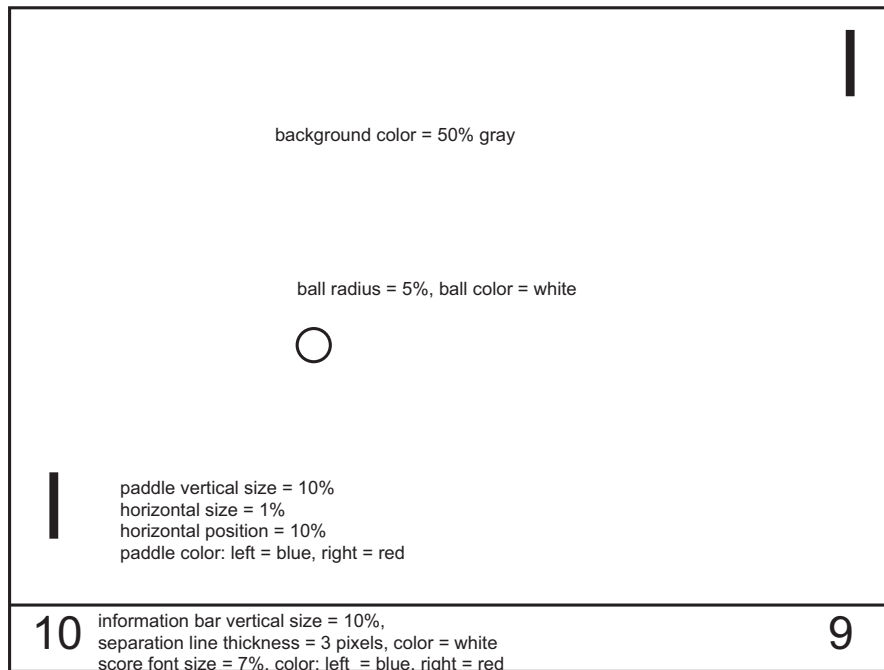 background color = 50% gray
ball radius = 5%, ball color = white
paddle vertical size = 10%
horizontal size = 1%
horizontal position = 10%
paddle color: left = blue, right = red
10
information bar vertical size = 10%,
separation line thickness = 3 pixels, color = white
score font size = 7%, color: left = blue, right = red
9